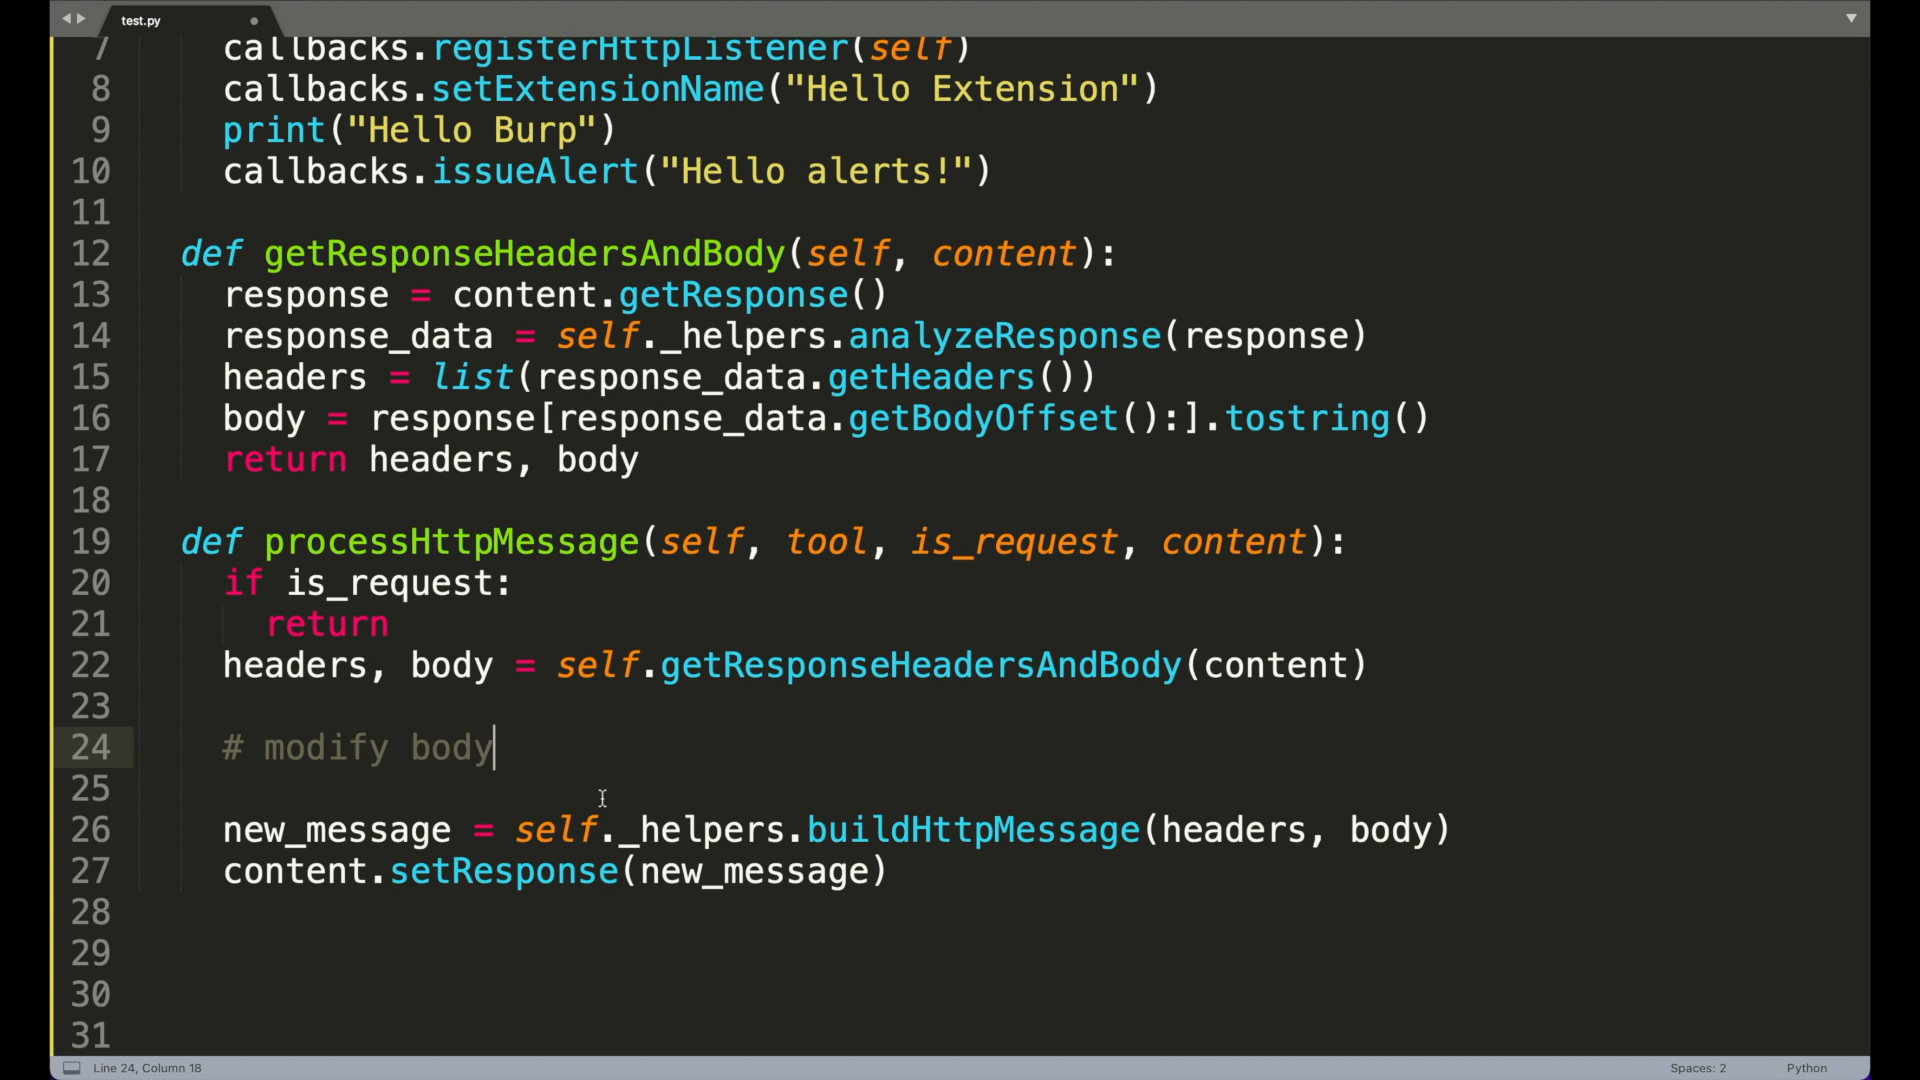 test.py
7 callbacks.registerHttpListener(self)
8 callbacks.setExtensionName("Hello Extension")
9 print("Hello Burp")
10 callbacks.issueAlert("Hello alerts!")
11
12 def getResponseHeadersAndBody(self, content):
13 response = content.getResponse()
14 response_data = self._helpers.analyzeResponse(response)
15 headers = list(response_data.getHeaders())
16 body = response[response_data.getBodyOffset():].tostring()
17 return headers, body
18
19 def processHttpMessage(self, tool, is_request, content):
20 if is_request:
21 return
22 headers, body = self.getResponseHeadersAndBody(content)
23
24 # modify body
25
26 new_message = self._helpers.buildHttpMessage(headers, body)
27 content.setResponse(new_message)
28
29
30
31
Line 24, Column 18 Spaces: 2 Python